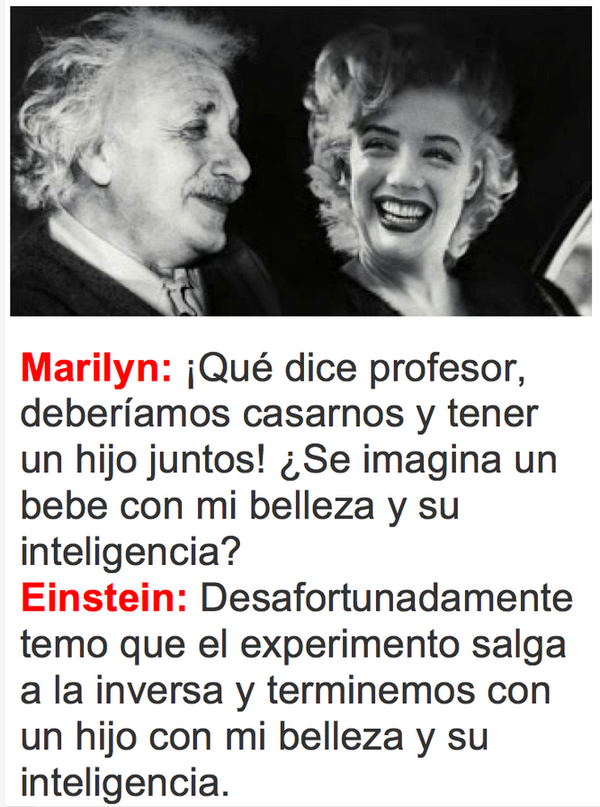 Marilyn: ¡Qué dice profesor,
deberíamos casarnos y tener
un hijo juntos! ¿Se imagina un
bebe con mi belleza y su
inteligencia?
Einstein: Desafortunadamente
temo que el experimento salga
a la inversa y terminemos con
un hijo con mi belleza y su
inteligencia.